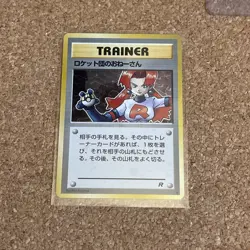 TRAINER
ロケット団のおねーさん
相手の手札を見る。その中にトレ
ーナーカードがあれば、1枚を選
び、それを相手の山札にもどさせ
る。その後、その山札をよく切る。
R